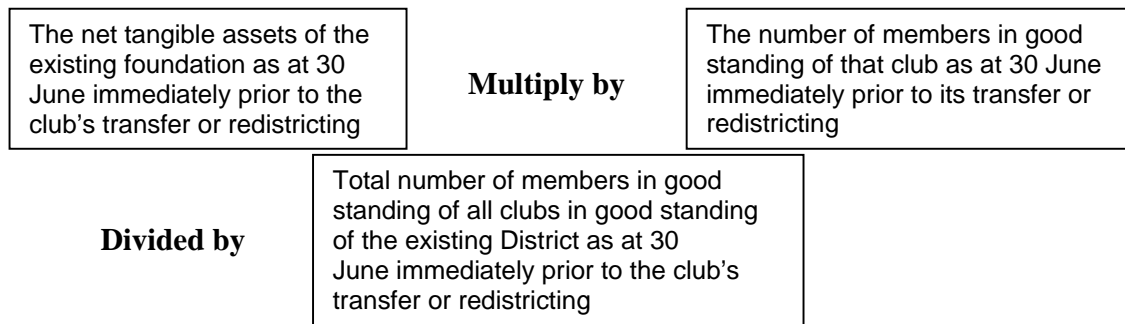 The net tangible assets of the
existing foundation as at 30
June immediately prior to the
club's transfer or redistricting
Multiply by
The number of members in good
standing of that club as at 30 June
immediately prior to its transfer or
redistricting
Divided by
Total number of members in good
standing of all clubs in good standing
of the existing District as at 30
June immediately prior to the club's
transfer or redistricting